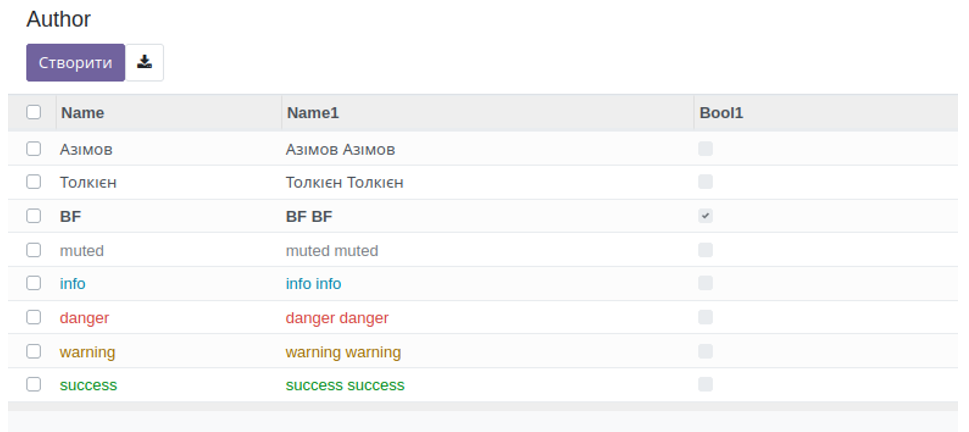 Author
Створити
Name Name1 Bool1
Азімов Азімов Азімов
Толкієн Толкієн Толкієн
BF BF BF
muted muted muted
info info info
danger danger danger
warning warning warning
success success success